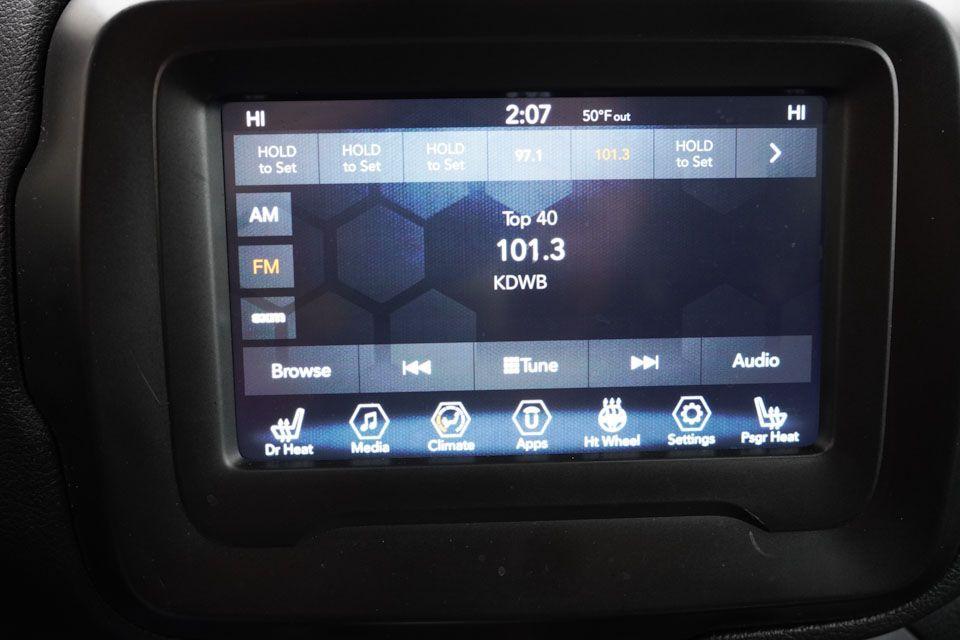 HI 2:07 50°F out HI
HOLD to Set HOLD to Set HOLD to Set 97.1 101.3 HOLD to Set
AM
Top 40
101.3
FM
KDWB
Browse Tune Audio
Dr Heat Media Climate Apps Ht Wheel Settings Psgr Heat